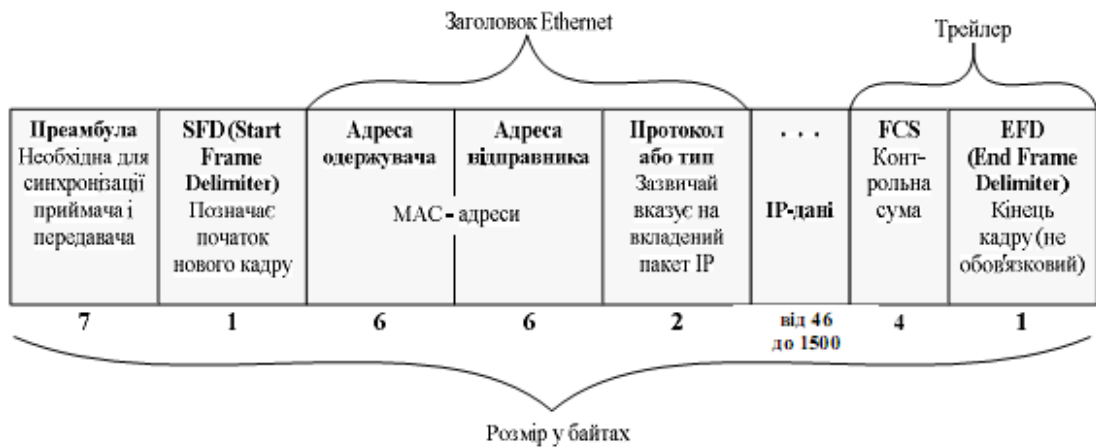 Заголовок Ethernet
Трейлер
Преамбула
Необхідна для
синхронізації
приймача і
передавача
SFD (Start
Frame
Delimiter)
Позначає
початок
нового кадру
Адреса
одержувача
Адреса
відправника
MAC - адреси
Протокол
або тип
Зазвичай
вказує на
вкладений
пакет IP
. . .
IP-дані
FCS
Конт-
рольна
сума
EFD
(End Frame
Delimiter)
Кінець
кадру (не
обов'язковий)
7
1
6
6
2
від 46
до 1500
4
1
Розмір у байтах